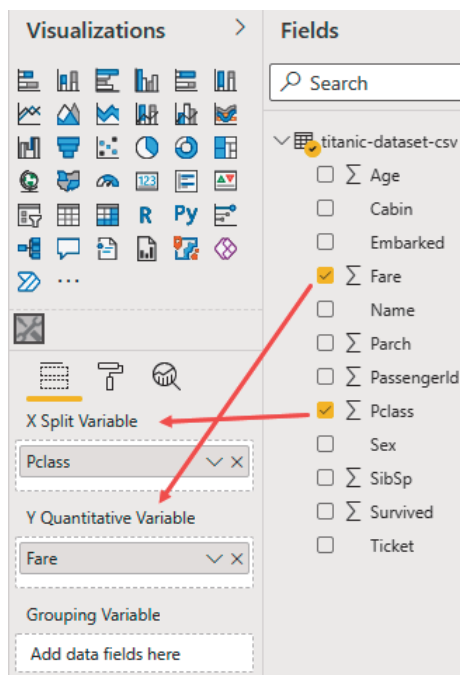 Visualizations
Fields
Search
titanic-dataset-csv
Age
Cabin
Embarked
Fare
Name
Parch
PassengerId
Pclass
Sex
SibSp
Survived
Ticket
123
R
Py
...
X Split Variable
Pclass
Y Quantitative Variable
Fare
Grouping Variable
Add data fields here